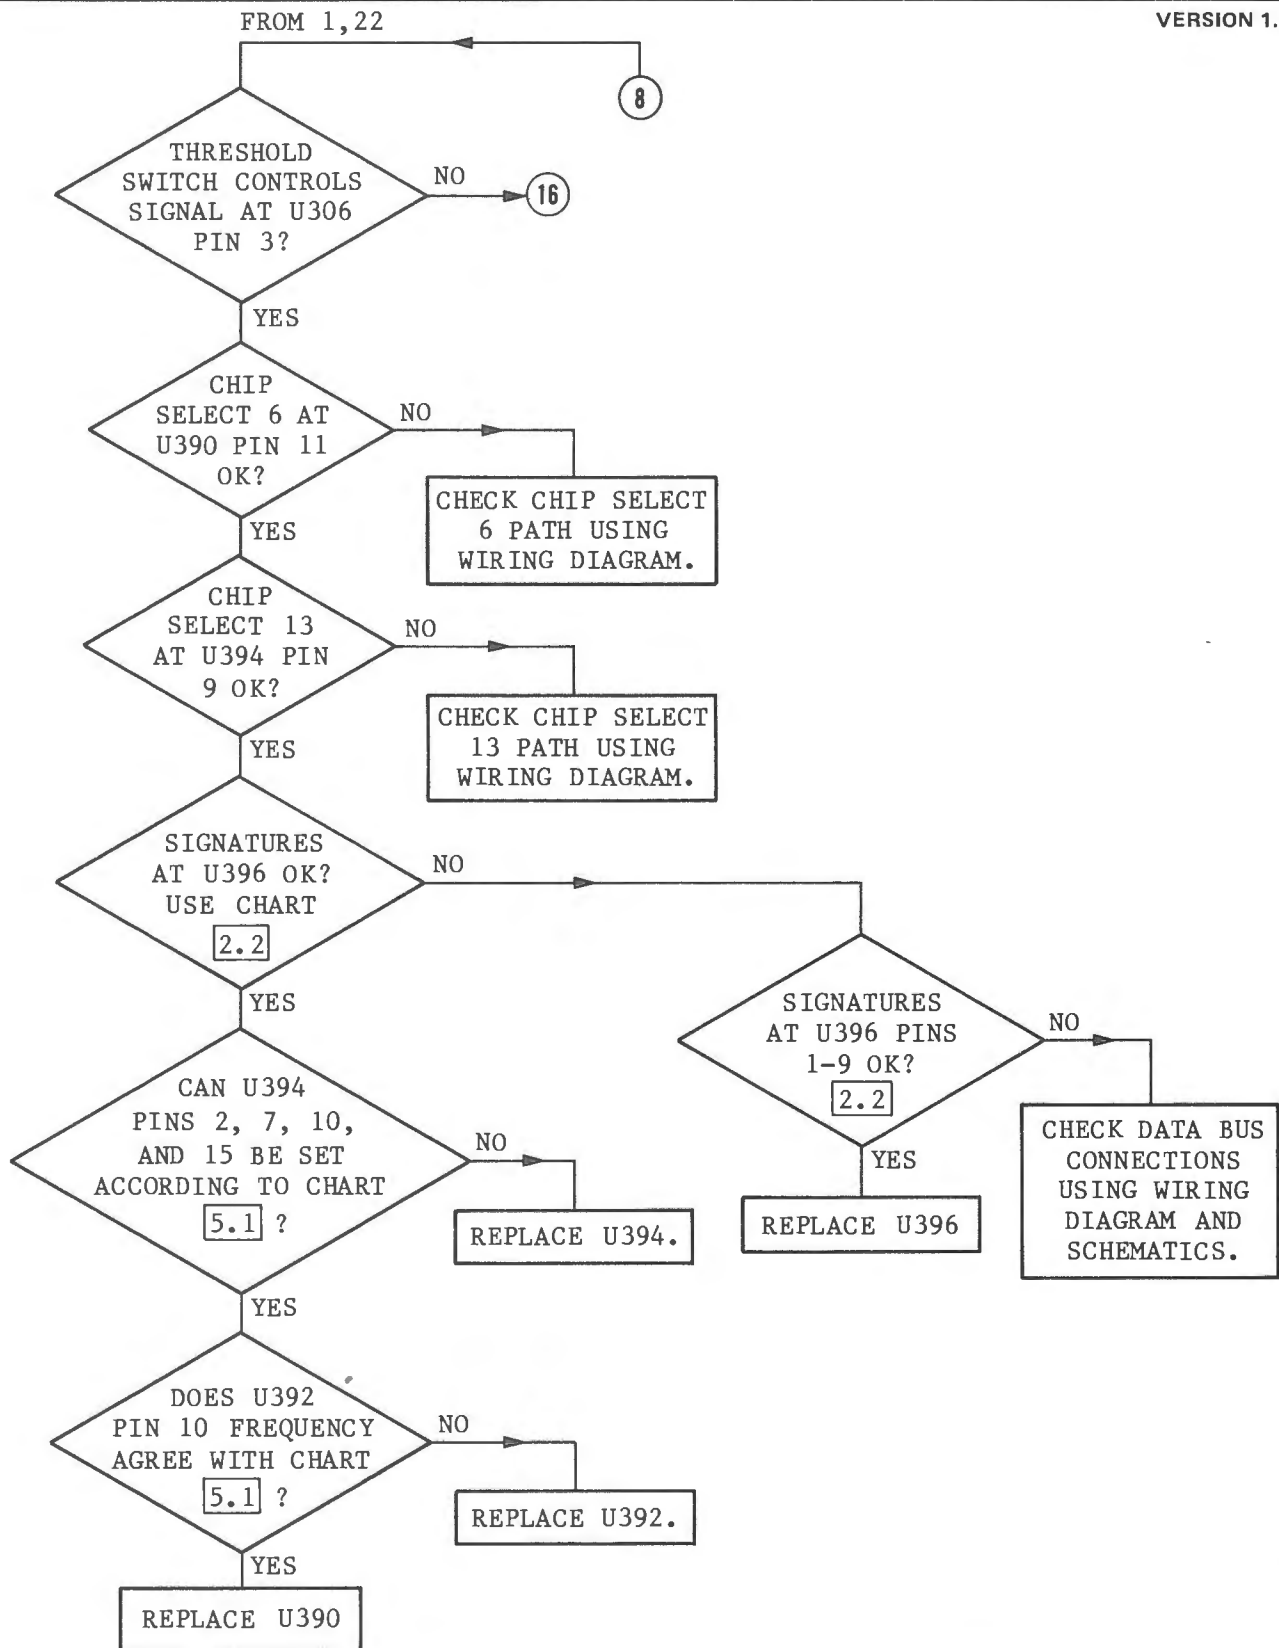 FROM 1,22
VERSION 1.
8
THRESHOLD
SWITCH CONTROLS
SIGNAL AT U306
PIN 3?
NO
16
YES
CHIP
SELECT 6 AT
U390 PIN 11
OK?
NO
CHECK CHIP SELECT
6 PATH USING
WIRING DIAGRAM.
YES
CHIP
SELECT 13
AT U394 PIN
9 OK?
NO
CHECK CHIP SELECT
13 PATH USING
WIRING DIAGRAM.
YES
SIGNATURES
AT U396 OK?
USE CHART
2.2
NO
YES
SIGNATURES
AT U396 PINS
1-9 OK?
2.2
NO
CHECK DATA BUS
CONNECTIONS
USING WIRING
DIAGRAM AND
SCHEMATICS.
YES
REPLACE U396
CAN U394
PINS 2, 7, 10,
AND 15 BE SET
ACCORDING TO CHART
5.1 ?
NO
REPLACE U394.
YES
DOES U392
PIN 10 FREQUENCY
AGREE WITH CHART
5.1 ?
NO
REPLACE U392.
YES
REPLACE U390